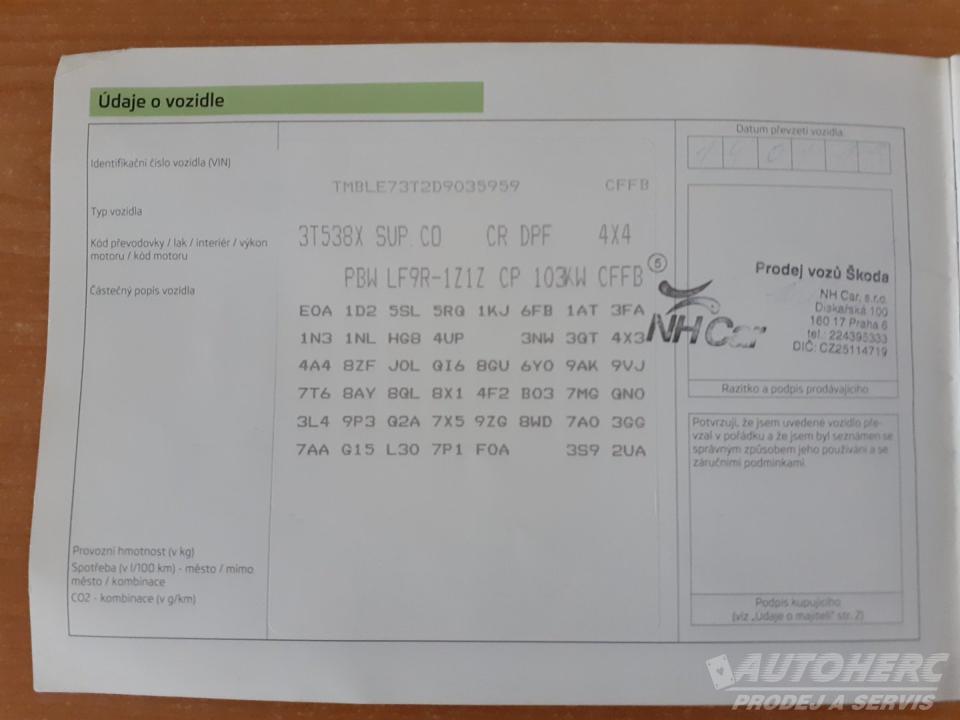 Údaje o vozidle
Datum převzetí vozidla
Identifikační číslo vozidla (VIN)
TMBLE73T2D9035959 CFFB
Typ vozidla
3T538X SUP. CO CR DPF 4X4
Kód převodovky / lak / interiér / výkon
motoru / kód motoru
PBW LF9R-1Z1Z CP 103KW CFFB
5
Částečný popis vozidla
E0A 1D2 5SL 5RQ 1KJ 6FB 1AT 3FA
1N3 1NL HG8 4UP 3NW 3QT 4X3
4A4 8ZF J0L QI6 8GU 6Y0 9AK 9VJ
7T6 8AY 8QL 8X1 4F2 B03 7MG QN0
3L4 9P3 Q2A 7X5 9ZG 8WD 7A0 3GG
7AA G15 L30 7P1 F0A 3S9 2UA
Prodej vozů Škoda
NH Car, s.r.o.
Ďiakařská 100
160 17 Praha 6
tel.: 224395333
DIČ: CZ25114719
NH Car
Razítko a podpis prodávajícího
Potvrzuji, že jsem uvedené vozidlo pře-
vzal v pořádku a že jsem byl seznámen se
správným způsobem jeho používání a se
záručními podmínkami.
Provozní hmotnost (v kg)
Spotřeba (v l/100 km) - město / mimo
město / kombinace
CO2 - kombinace (v g/km)
Podpis kupujícího
(viz „Údaje o majiteli" str. 2)
AUTOHERC
PRODEJ A SERVIS